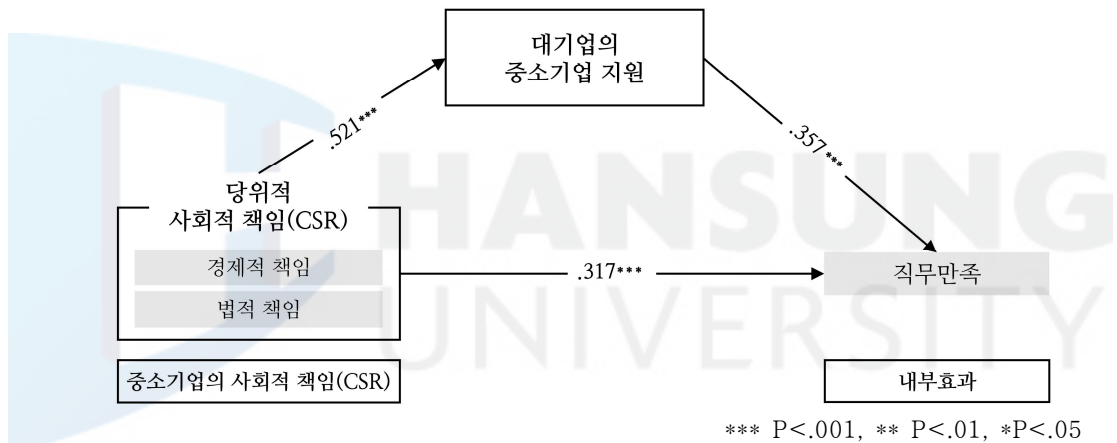 대기업의
중소기업 지원
.521***
.357***
당위적
사회적 책임(CSR)
경제적 책임
법적 책임
.317***
직무만족
중소기업의 사회적 책임(CSR)
내부효과
*** P<.001, ** P<.01, *P<.05
HANSUNG
UNIVERSITY